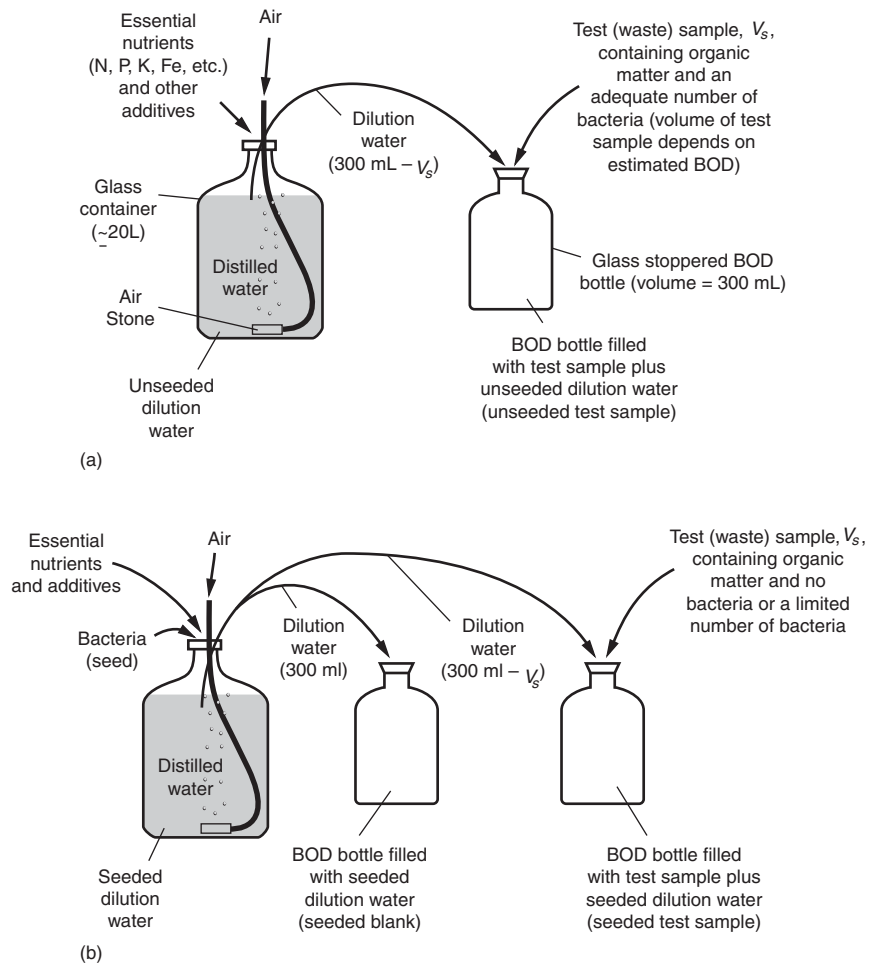 Essential
nutrients
(N, P, K, Fe, etc.)
and other
additives
Air
Dilution
water
(300 mL – Vs)
Test (waste) sample, Vs,
containing organic
matter and an
adequate number of
bacteria (volume of test
sample depends on
estimated BOD)
Glass
container
(~20L)
Distilled
water
Air
Stone
Unseeded
dilution
water
Glass stoppered BOD
bottle (volume = 300 mL)
BOD bottle filled
with test sample plus
unseeded dilution water
(unseeded test sample)
(a)
Essential
nutrients
and additives
Air
Bacteria
(seed)
Dilution
water
(300 ml)
Dilution
water
(300 ml – Vs)
Test (waste) sample, Vs,
containing organic
matter and no
bacteria or a limited
number of bacteria
Distilled
water
Seeded
dilution
water
BOD bottle filled
with seeded
dilution water
(seeded blank)
BOD bottle filled
with test sample plus
seeded dilution water
(seeded test sample)
(b)